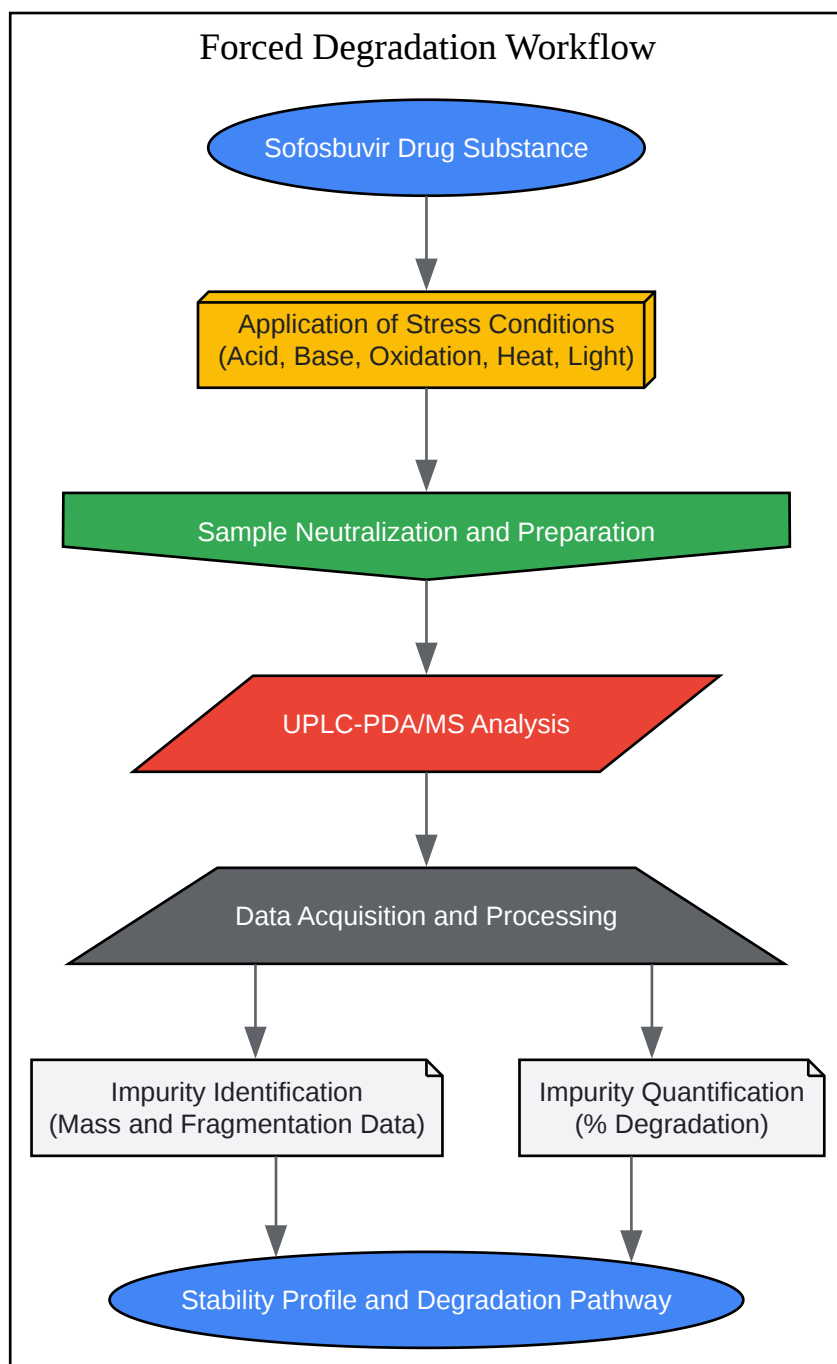 Forced Degradation Workflow
Sofosbuvir Drug Substance
Application of Stress Conditions
(Acid, Base, Oxidation, Heat, Light)
Sample Neutralization and Preparation
UPLC-PDA/MS Analysis
Data Acquisition and Processing
Impurity Identification
(Mass and Fragmentation Data)
Impurity Quantification
(% Degradation)
Stability Profile and Degradation Pathway